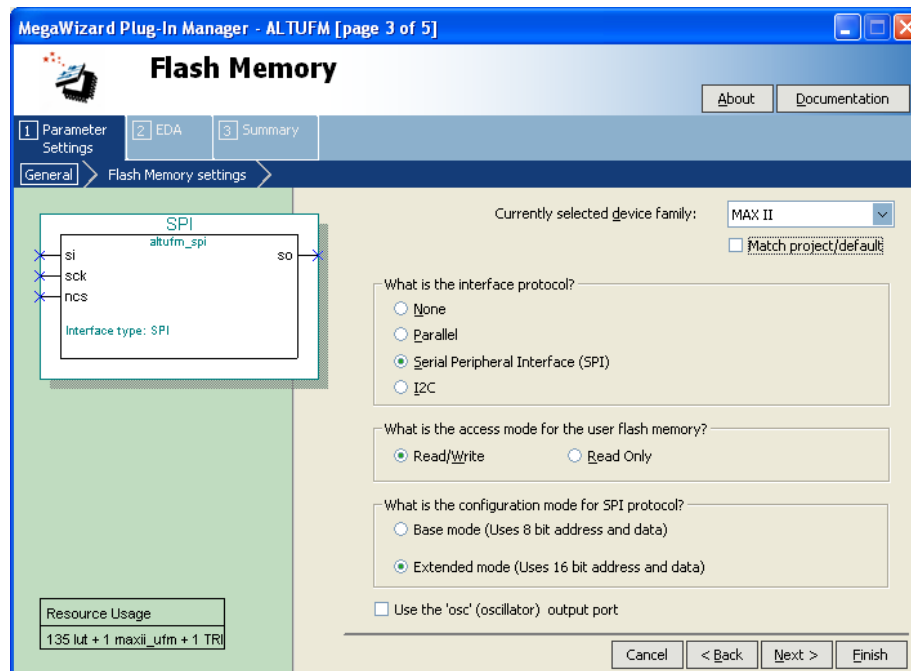 MegaWizard Plug-In Manager - ALTUFM [page 3 of 5]
Flash Memory
About
Documentation
1 Parameter Settings
2 EDA
3 Summary
General
Flash Memory settings
SPI
altufm_spi
si
so
sck
ncs
Interface type: SPI
Currently selected device family:
MAX II
Match project/default
What is the interface protocol?
None
Parallel
Serial Peripheral Interface (SPI)
I2C
What is the access mode for the user flash memory?
Read/Write
Read Only
What is the configuration mode for SPI protocol?
Base mode (Uses 8 bit address and data)
Extended mode (Uses 16 bit address and data)
Use the 'osc' (oscillator) output port
Resource Usage
135 lut + 1 maxii_ufm + 1 TRI
Cancel
< Back
Next >
Finish